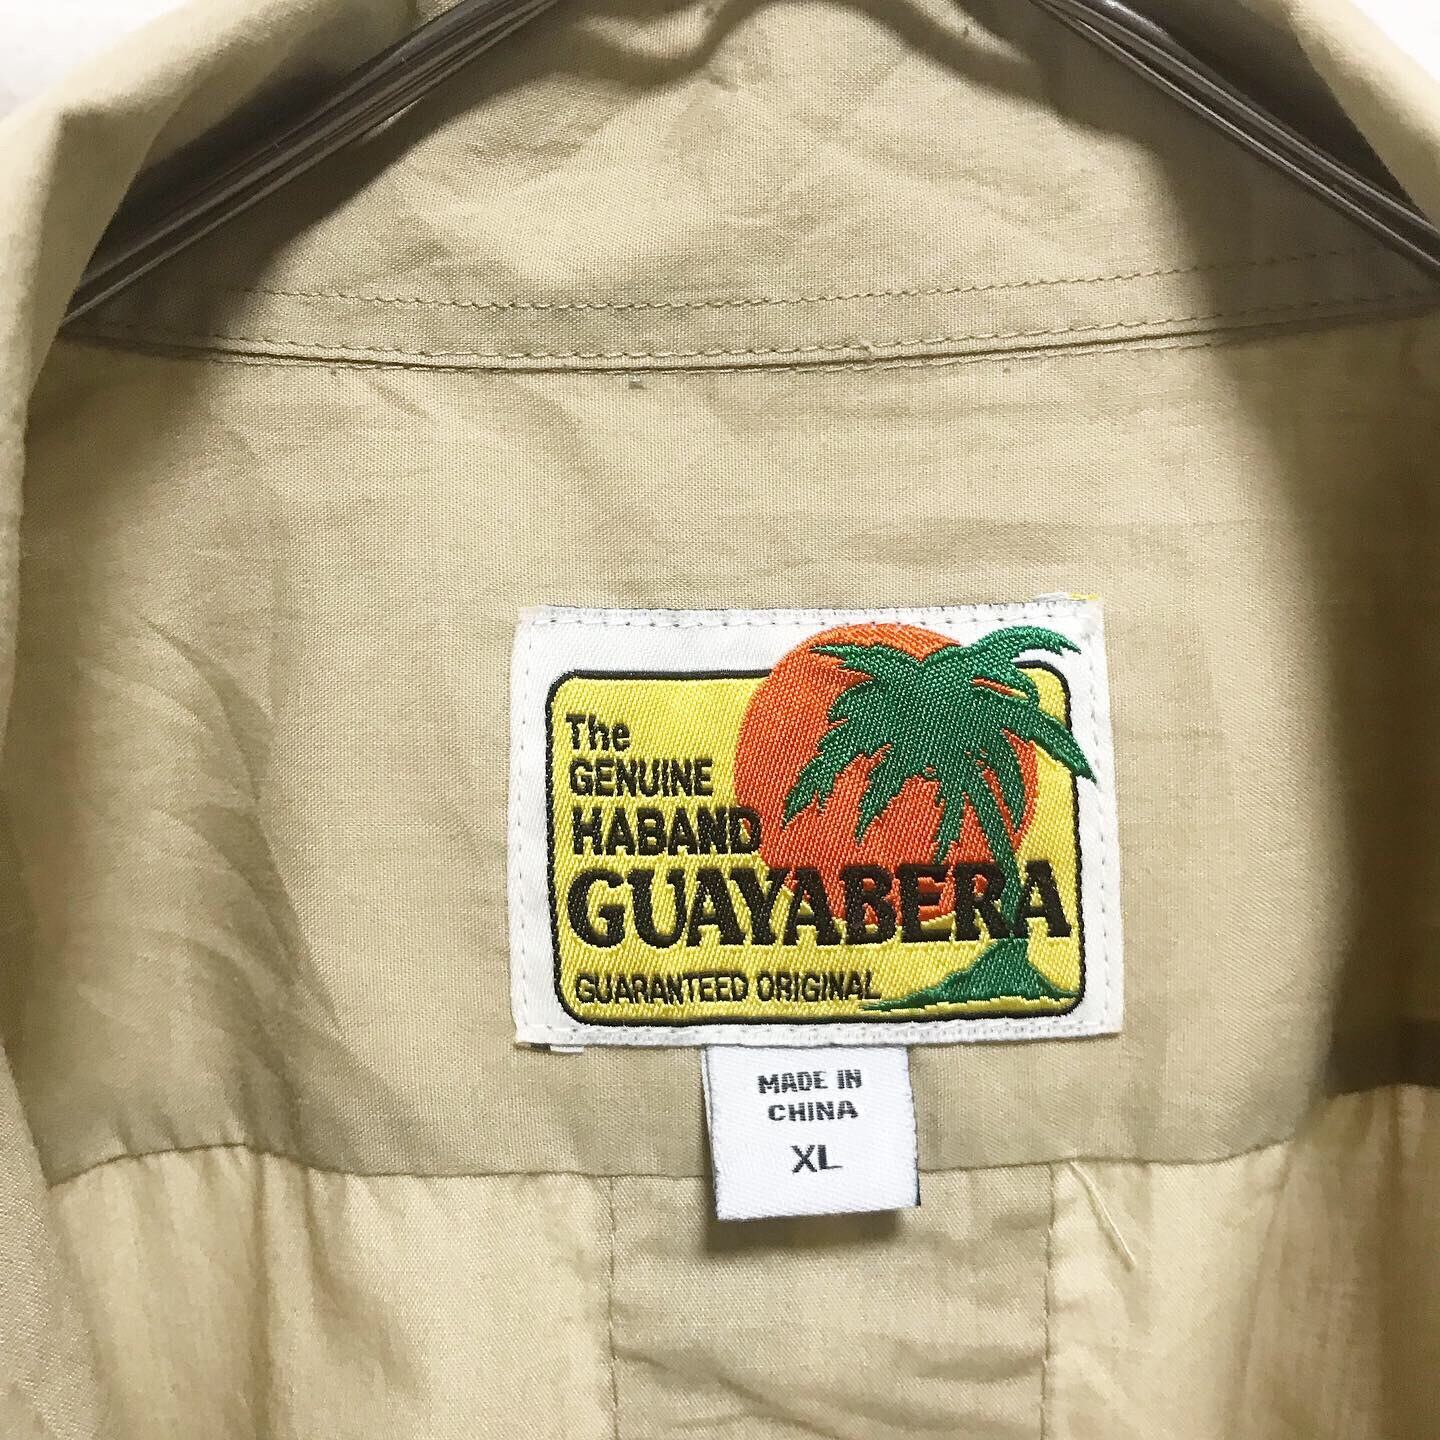 The
GENUINE
HABAND
GUAYABERA
GUARANTEED ORIGINAL
MADE IN
CHINA
XL